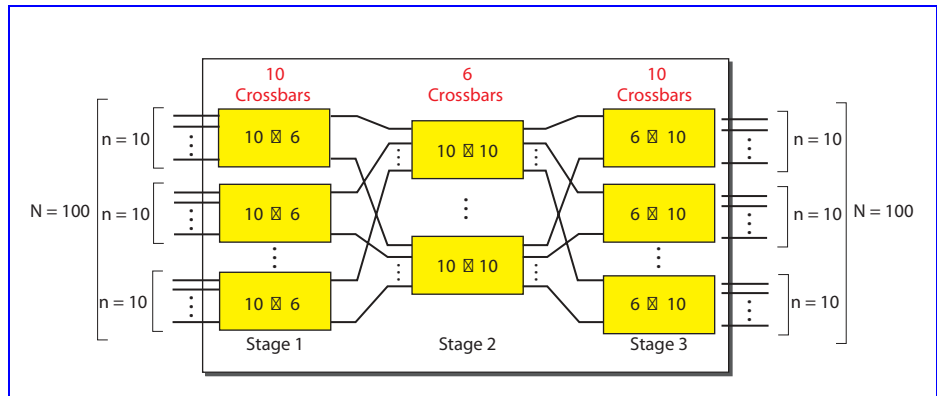 10
Crossbars
6
Crossbars
10
Crossbars
N = 100
n = 10
10 � 6
10 � 10
6 � 10
n = 10
N = 100
n = 10
10 � 6
6 � 10
n = 10
10 � 10
n = 10
10 � 6
6 � 10
n = 10
Stage 1
Stage 2
Stage 3